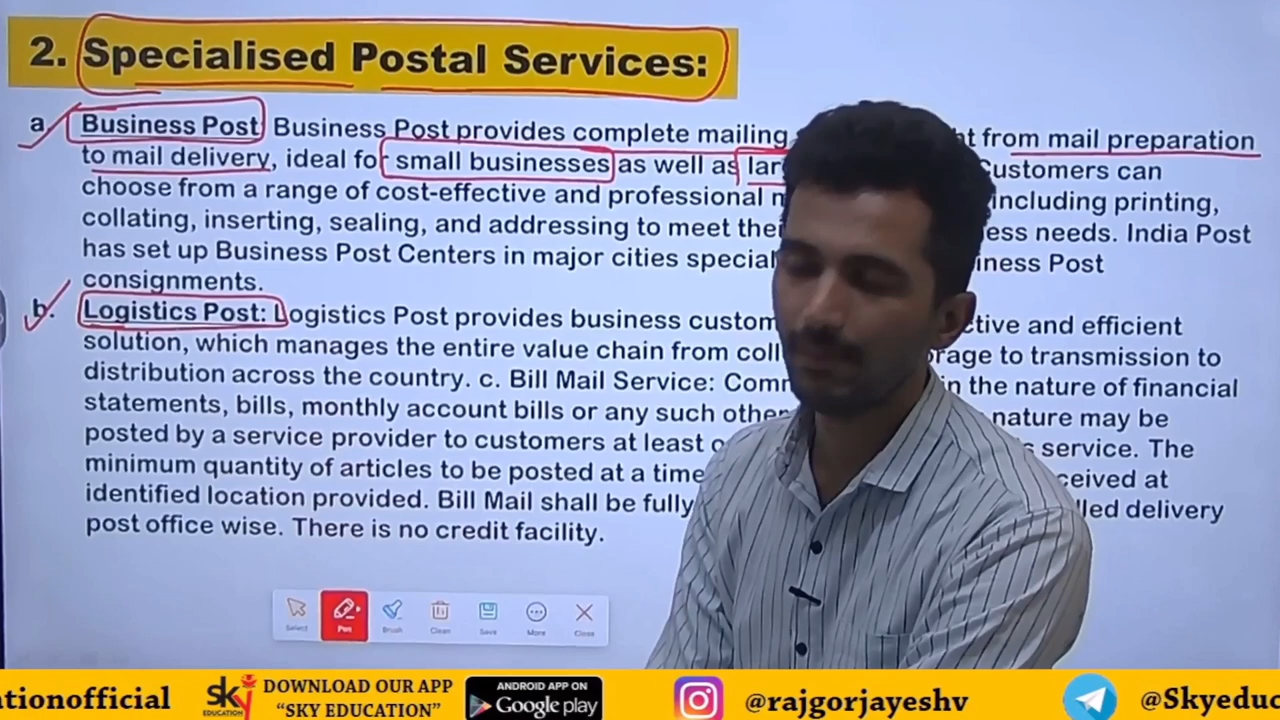 2. Specialised Postal Services:
a Business Post Business Post provides complete mailing t from mail preparation
to mail delivery, ideal for small businesses as well as lar ustomers can
choose from a range of cost-effective and professional including printing,
collating, inserting, sealing, and addressing to meet thei ess needs. India Post
has set up Business Post Centers in major cities special iness Post
consignments.
b. Logistics Post: Logistics Post provides business custom ctive and efficient
solution, which manages the entire value chain from coll rage to transmission to
distribution across the country. c. Bill Mail Service: Comm in the nature of financial
statements, bills, monthly account bills or any such other nature may be
posted by a service provider to customers at least service. The
minimum quantity of articles to be posted at a time ceived at
identified location provided. Bill Mail shall be fully lled delivery
post office wise. There is no credit facility.
Select Pen Brush Clean Save More Close
ationofficial
sky EDUCATION
DOWNLOAD OUR APP
"SKY EDUCATION"
ANDROID APP ON
Google play
@rajgorjayeshv
@Skyeduc